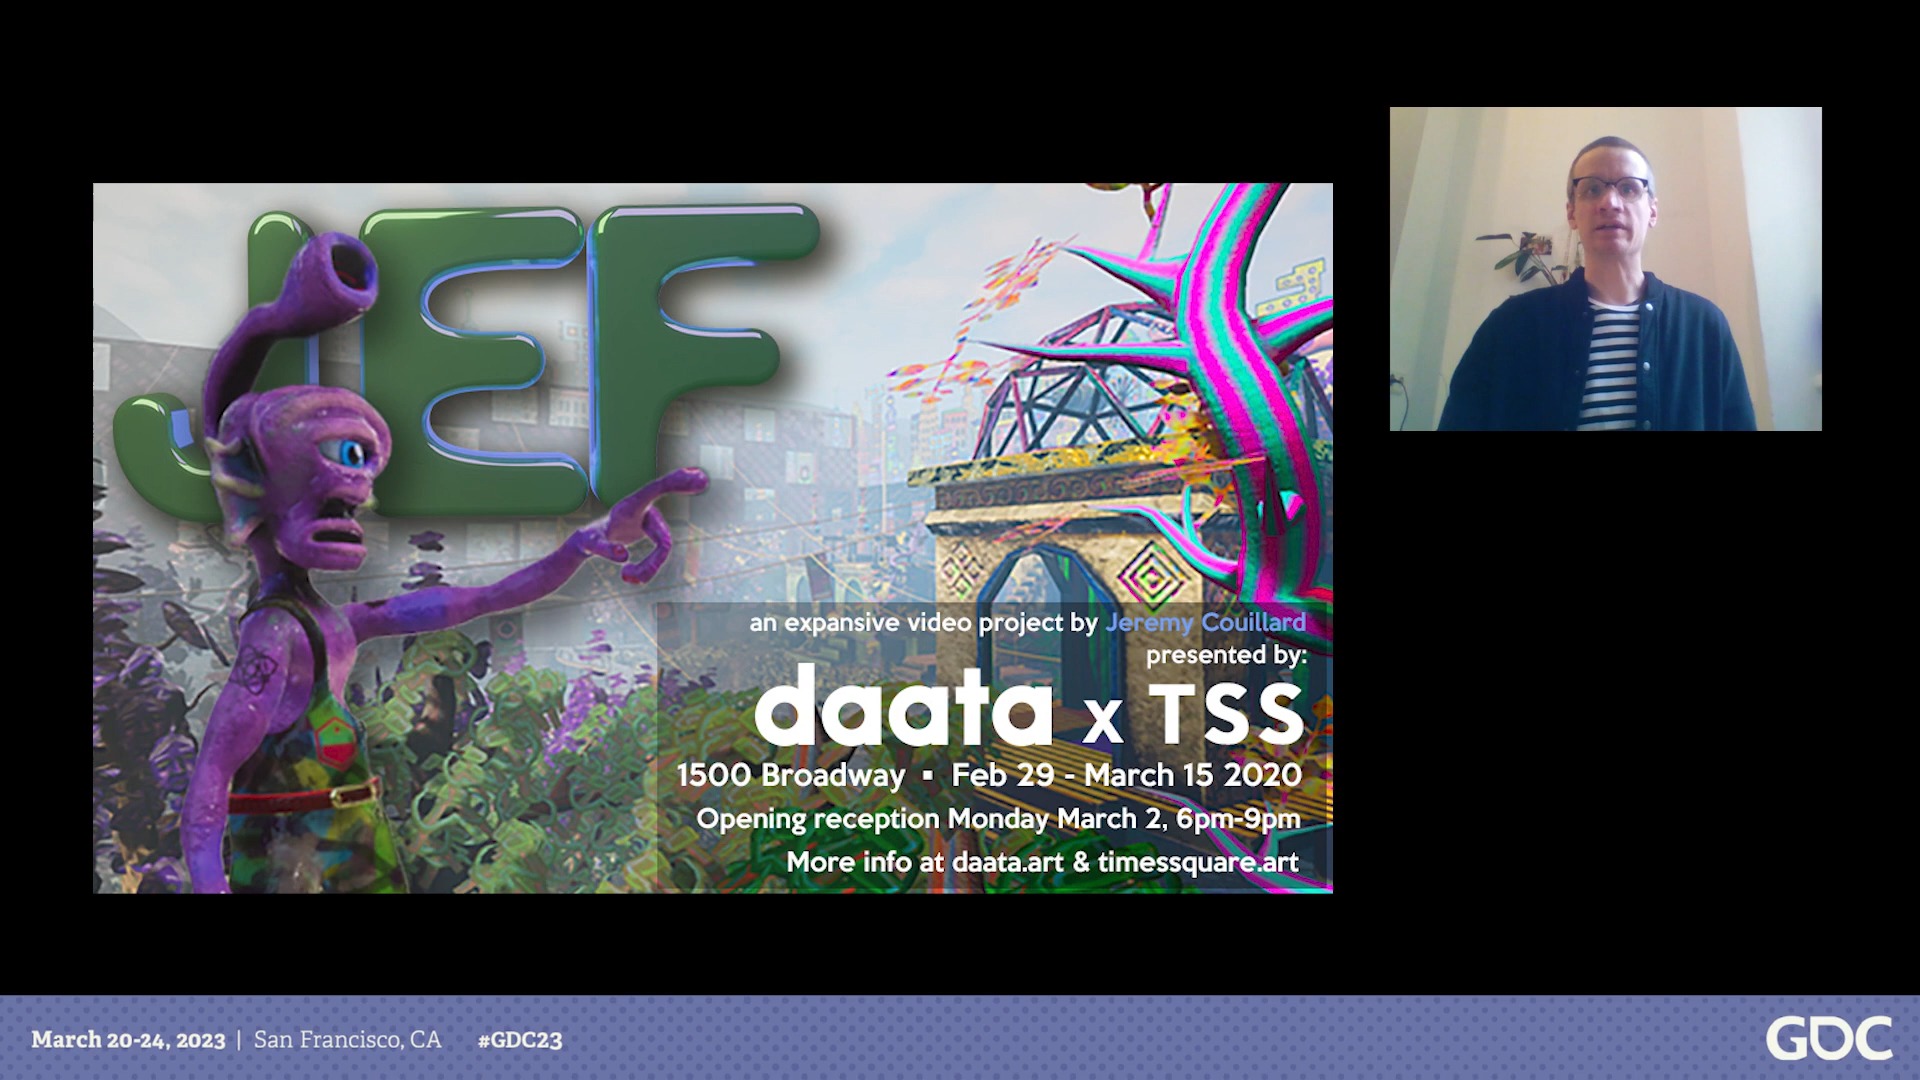 JEF
an expansive video project by Jeremy Couillard
presented by:
daata x TSS
1500 Broadway ▪ Feb 29 - March 15 2020
Opening reception Monday March 2, 6pm-9pm
More info at daata.art & timessquare.art
March 20-24, 2023 | San Francisco, CA #GDC23
GDC